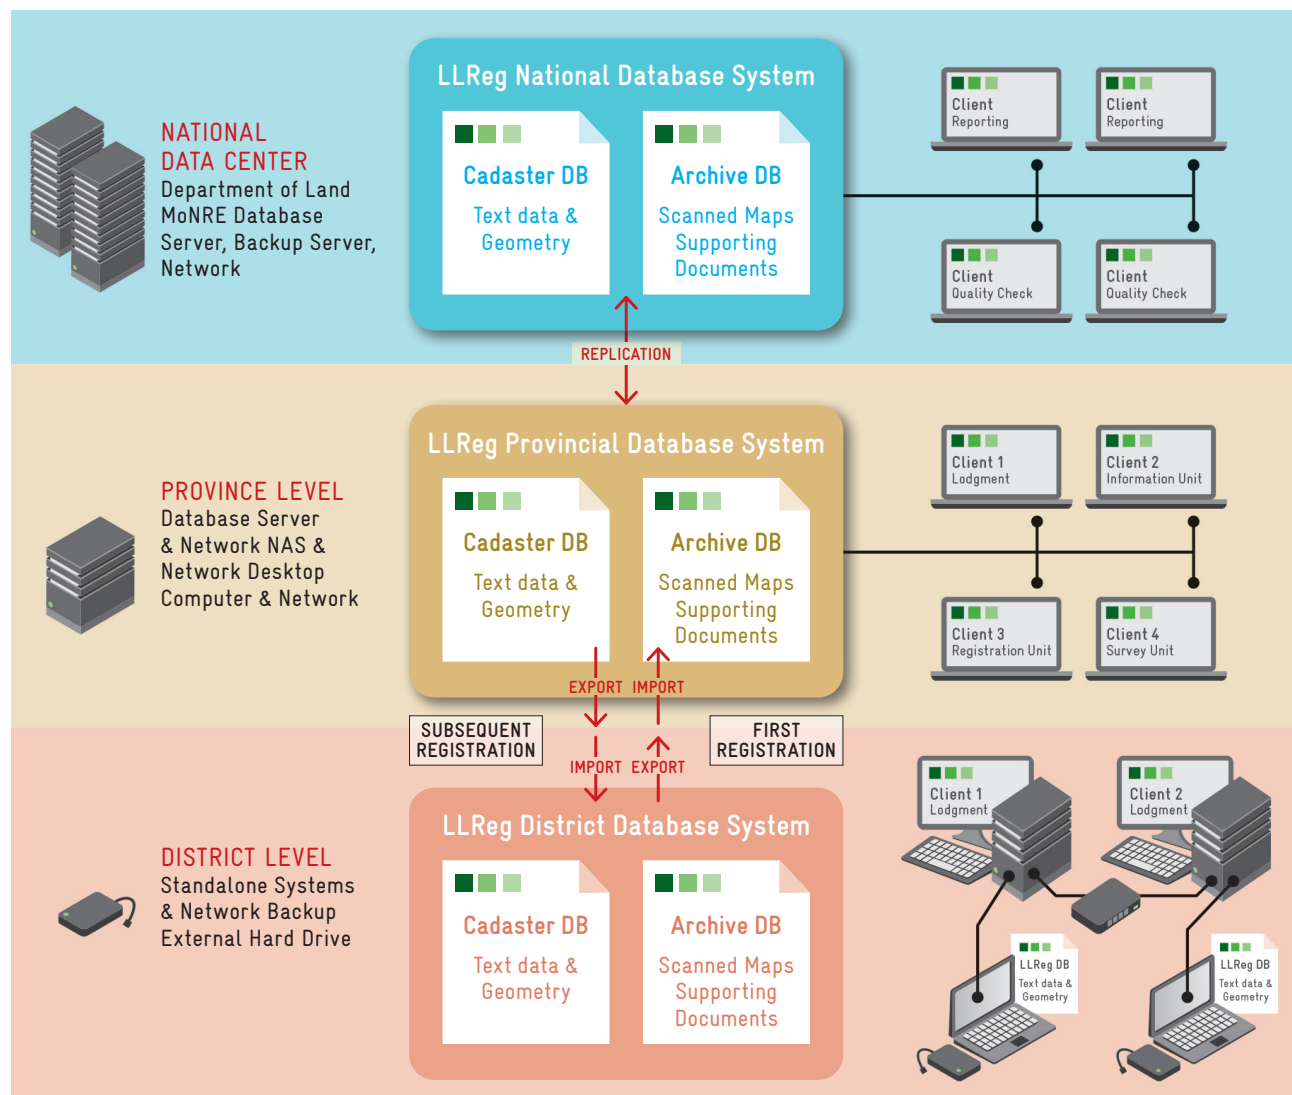 LLReg National Database System
NATIONAL
DATA CENTER
Department of Land
MoNRE Database
Server, Backup Server,
Network
Cadaster DB
Text data &
Geometry
Archive DB
Scanned Maps
Supporting
Documents
Client
Reporting
Client
Reporting
Client
Quality Check
Client
Quality Check
REPLICATION
LLReg Provincial Database System
PROVINCE LEVEL
Database Server
& Network NAS &
Network Desktop
Computer & Network
Cadaster DB
Text data &
Geometry
Archive DB
Scanned Maps
Supporting
Documents
Client 1
Lodgment
Client 2
Information Unit
Client 3
Registration Unit
Client 4
Survey Unit
EXPORT IMPORT
SUBSEQUENT
REGISTRATION
FIRST
REGISTRATION
IMPORT EXPORT
LLReg District Database System
DISTRICT LEVEL
Standalone Systems
& Network Backup
External Hard Drive
Cadaster DB
Text data &
Geometry
Archive DB
Scanned Maps
Supporting
Documents
Client 1
Lodgment
Client 2
Lodgment
LLReg DB
Text data &
Geometry
LLReg DB
Text data &
Geometry